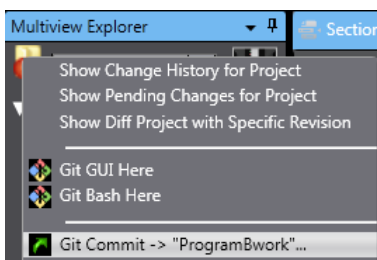 Multiview Explorer
Section
Show Change History for Project
Show Pending Changes for Project
Show Diff Project with Specific Revision
Git GUI Here
Git Bash Here
Git Commit -> "ProgramBwork"...